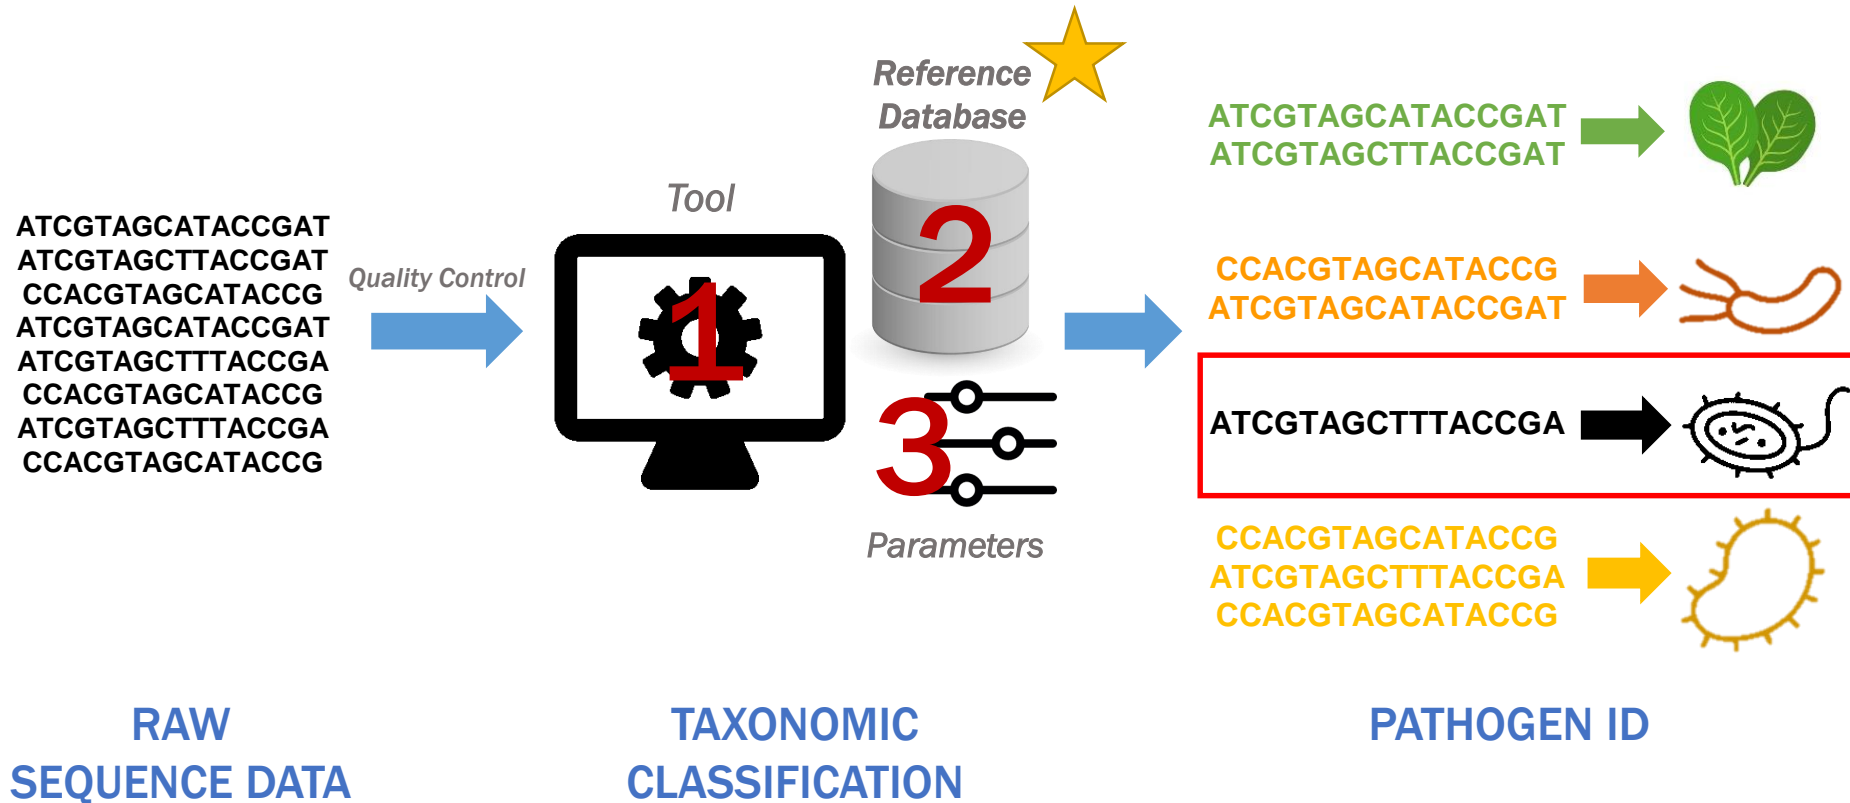 ATCGTAGCATACCGAT
ATCGTAGCTTACCGAT
CCACGTAGCATACCG
ATCGTAGCATACCGAT
ATCGTAGCTTTACCGA
CCACGTAGCATACCG
ATCGTAGCTTTACCGA
CCACGTAGCATACCG
Quality Control
Tool
1
Reference
Database
2
3
Parameters
ATCGTAGCATACCGAT
ATCGTAGCTTACCGAT
CCACGTAGCATACCG
ATCGTAGCATACCGAT
ATCGTAGCTTTACCGA
CCACGTAGCATACCG
ATCGTAGCTTTACCGA
CCACGTAGCATACCG
RAW
SEQUENCE DATA
TAXONOMIC
CLASSIFICATION
PATHOGEN ID